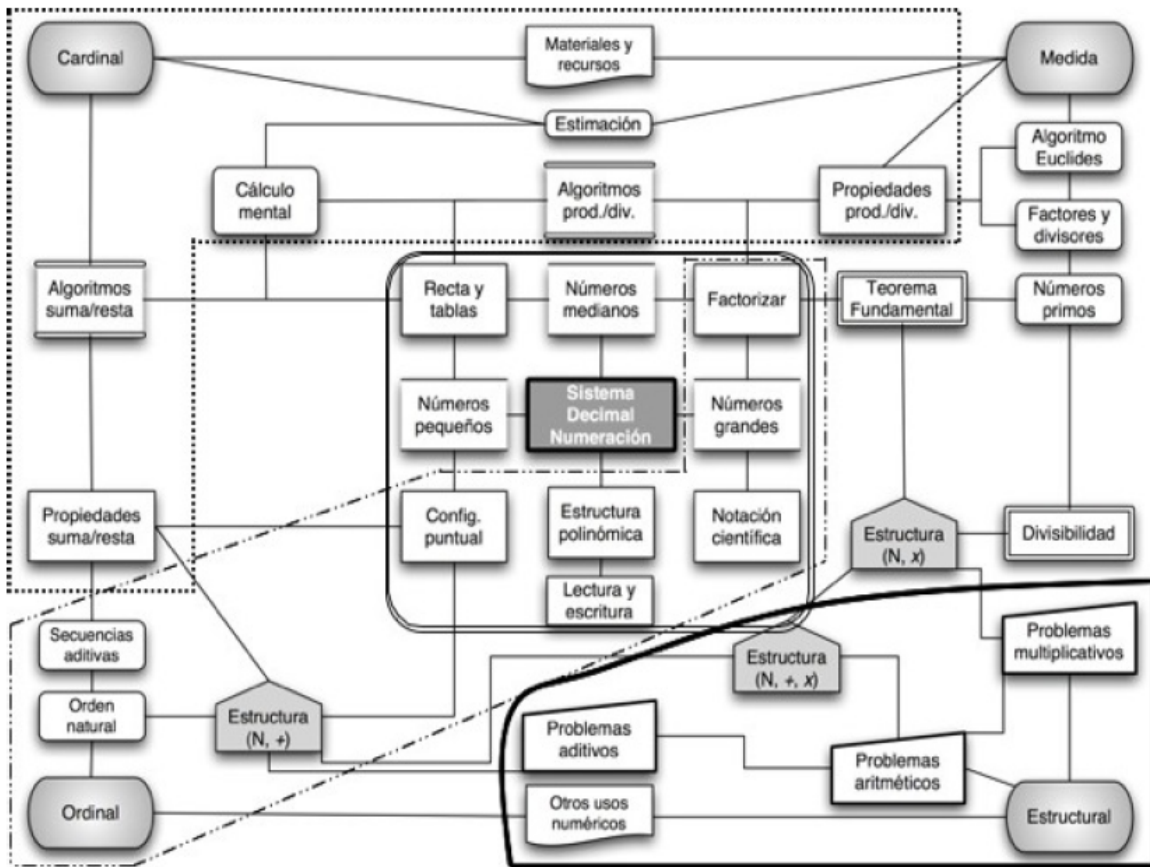 Cardinal
Materiales y
recursos
Medida
Estimación
Algoritmo
Euclides
Cálculo
mental
Algoritmos
prod./div.
Propiedades
prod./div.
Factores y
divisores
Algoritmos
suma/resta
Recta y
tablas
Números
medianos
Factorizar
Teorema
Fundamental
Números
primos
Números
pequeños
Sistema
Decimal
Numeración
Números
grandes
Propiedades
suma/resta
Config.
puntual
Estructura
polinómica
Notación
científica
Estructura
(N, x)
Divisibilidad
Lectura y
escritura
Secuencias
aditivas
Problemas
multiplicativos
Estructura
(N, +, x)
Orden
natural
Estructura
(N, +)
Problemas
aditivos
Problemas
aritméticos
Ordinal
Otros usos
numéricos
Estructural